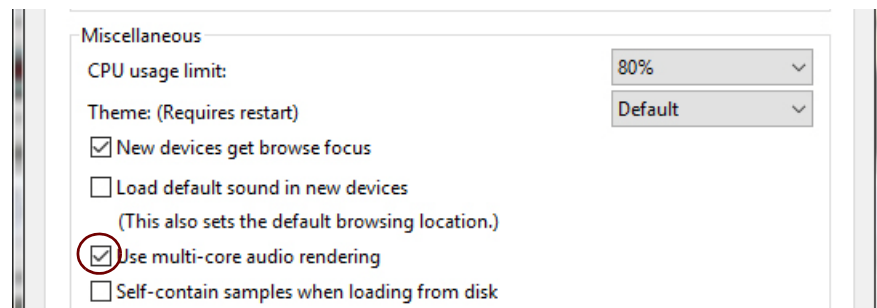 Miscellaneous
CPU usage limit: 80%
Theme: (Requires restart) Default
New devices get browse focus
Load default sound in new devices
(This also sets the default browsing location.)
Use multi-core audio rendering
Self-contain samples when loading from disk